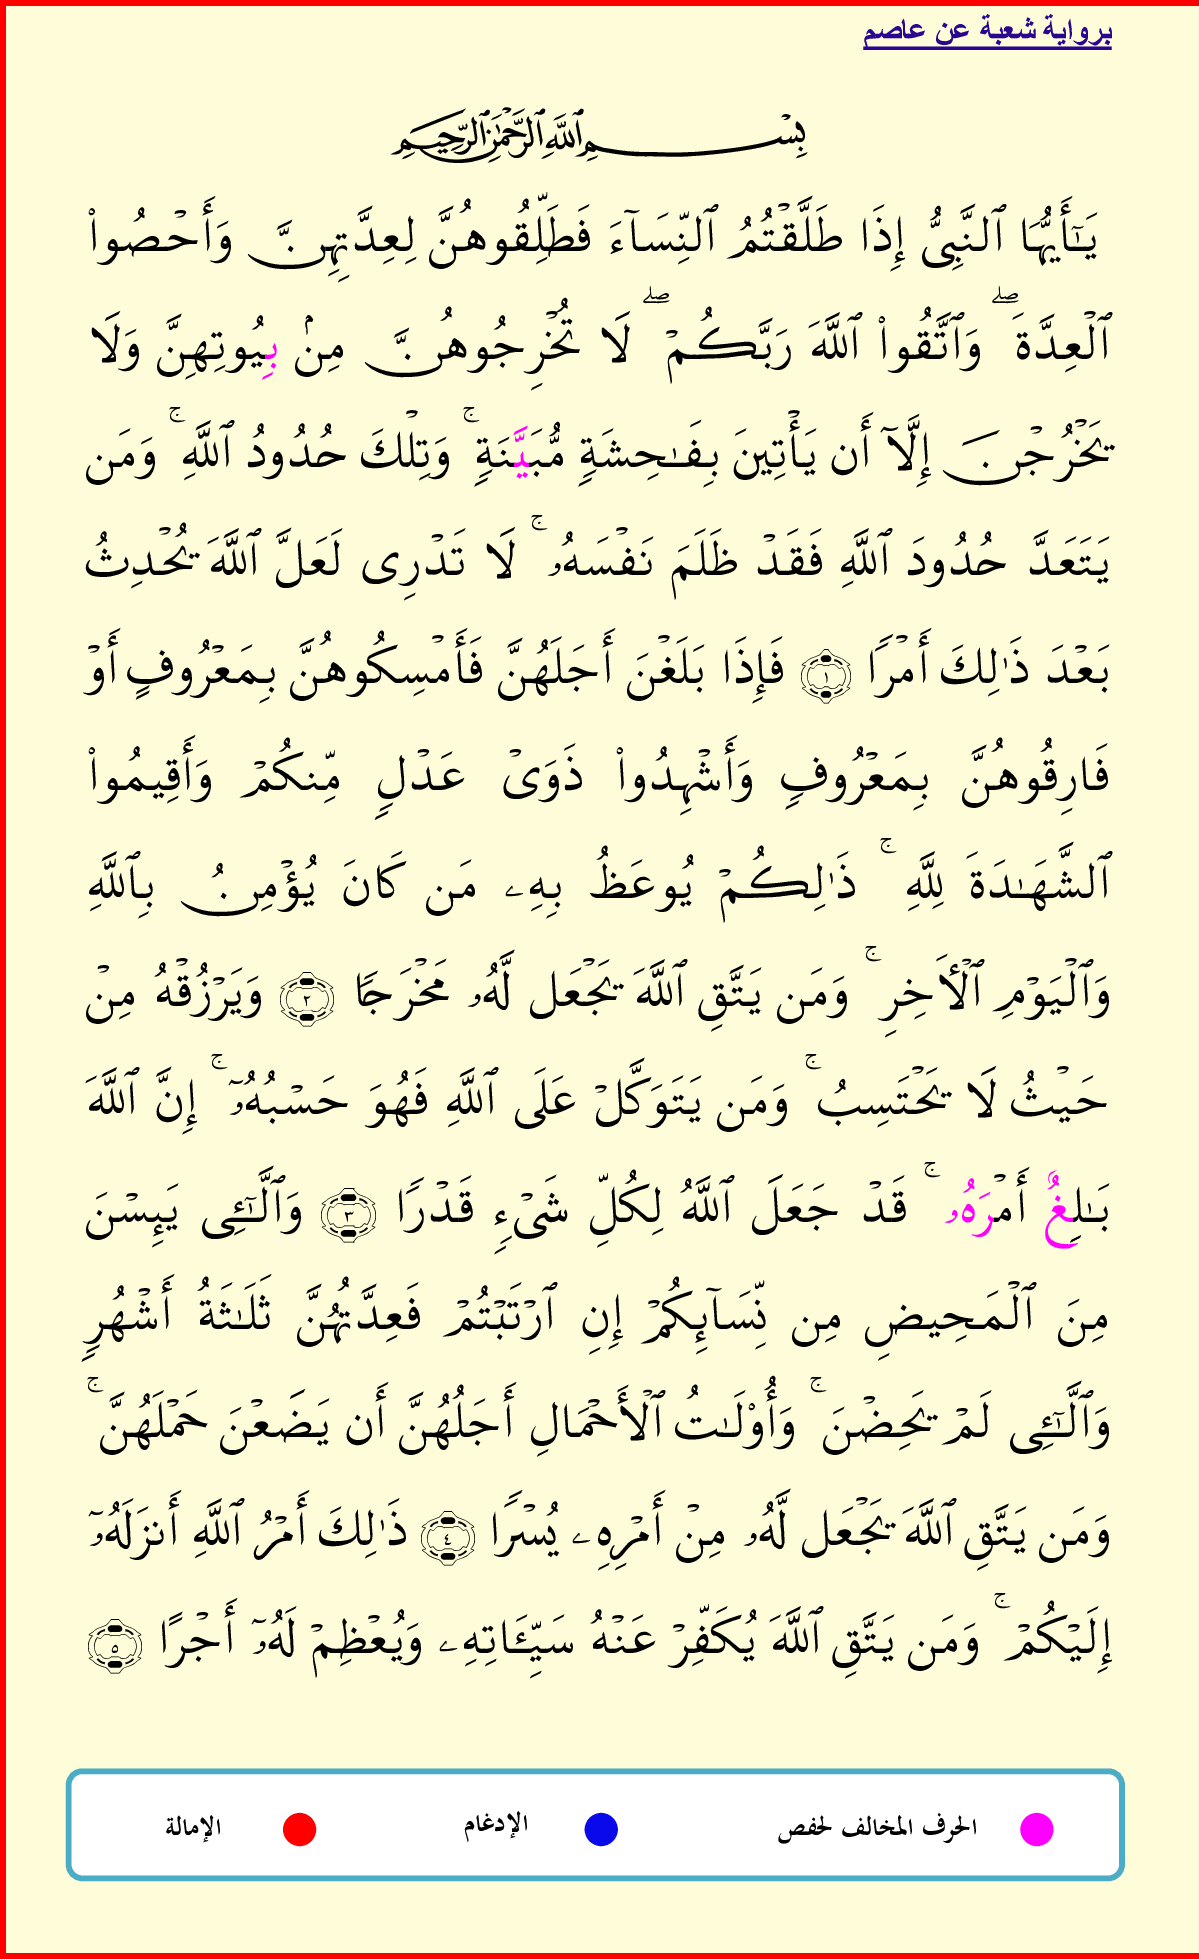 برواية شعبة عن عاصم
بِسْمِ ٱللَّهِ ٱلرَّحْمَٰنِ ٱلرَّحِيمِ
يَـٰٓأَيُّهَا ٱلنَّبِىُّ إِذَا طَلَّقْتُمُ ٱلنِّسَآءَ فَطَلِّقُوهُنَّ لِعِدَّتِهِنَّ وَأَحْصُوا۟
ٱلْعِدَّةَ ۖ وَٱتَّقُوا۟ ٱللَّهَ رَبَّكُمْ ۖ لَا تُخْرِجُوهُنَّ مِنۢ بِيُوتِهِنَّ وَلَا
يَخْرُجْنَ إِلَّآ أَن يَأْتِينَ بِفَـٰحِشَةٍ مُّبَيَّنَةٍ ۚ وَتِلْكَ حُدُودُ ٱللَّهِ ۚ وَمَن
يَتَعَدَّ حُدُودَ ٱللَّهِ فَقَدْ ظَلَمَ نَفْسَهُۥ ۚ لَا تَدْرِى لَعَلَّ ٱللَّهَ يُحْدِثُ
بَعْدَ ذَٰلِكَ أَمْرًا ١ فَإِذَا بَلَغْنَ أَجَلَهُنَّ فَأَمْسِكُوهُنَّ بِمَعْرُوفٍ أَوْ
فَارِقُوهُنَّ بِمَعْرُوفٍ وَأَشْهِدُوا۟ ذَوَىْ عَدْلٍ مِّنكُمْ وَأَقِيمُوا۟
ٱلشَّهَـٰدَةَ لِلَّهِ ۚ ذَٰلِكُمْ يُوعَظُ بِهِۦ مَن كَانَ يُؤْمِنُ بِٱللَّهِ
وَٱلْيَوْمِ ٱلْـَٔاخِرِ ۚ وَمَن يَتَّقِ ٱللَّهَ يَجْعَل لَّهُۥ مَخْرَجًا ٢ وَيَرْزُقْهُ مِنْ
حَيْثُ لَا يَحْتَسِبُ ۚ وَمَن يَتَوَكَّلْ عَلَى ٱللَّهِ فَهُوَ حَسْبُهُۥٓ ۚ إِنَّ ٱللَّهَ
بَـٰلِغٌ أَمْرَهُۥ ۚ قَدْ جَعَلَ ٱللَّهُ لِكُلِّ شَىْءٍ قَدْرًا ٣ وَٱلَّـٰٓـِٔى يَئِسْنَ
مِنَ ٱلْمَحِيضِ مِن نِّسَآئِكُمْ إِنِ ٱرْتَبْتُمْ فَعِدَّتُهُنَّ ثَلَـٰثَةُ أَشْهُرٍ
وَٱلَّـٰٓـِٔى لَمْ يَحِضْنَ ۚ وَأُو۟لَـٰتُ ٱلْأَحْمَالِ أَجَلُهُنَّ أَن يَضَعْنَ حَمْلَهُنَّ ۚ
وَمَن يَتَّقِ ٱللَّهَ يَجْعَل لَّهُۥ مِنْ أَمْرِهِۦ يُسْرًا ٤ ذَٰلِكَ أَمْرُ ٱللَّهِ أَنزَلَهُۥٓ
إِلَيْكُمْ ۚ وَمَن يَتَّقِ ٱللَّهَ يُكَفِّرْ عَنْهُ سَيِّـَٔاتِهِۦ وَيُعْظِمْ لَهُۥٓ أَجْرًا ٥
الحرف المخالف لحفص الإدغام الإمالة